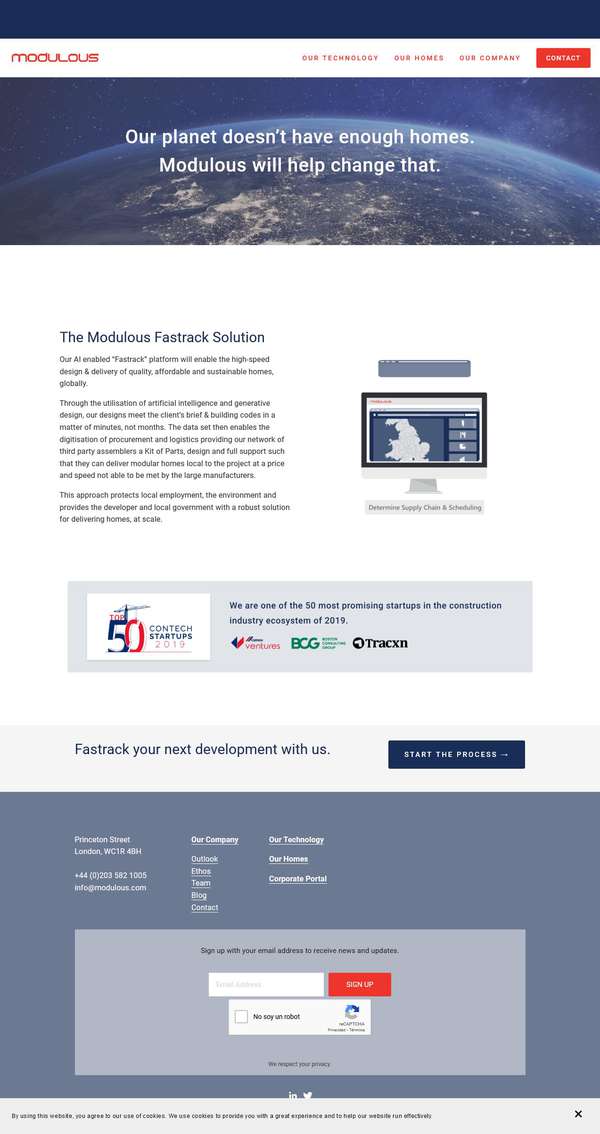 MODULOUS
OUR TECHNOLOGY OUR HOMES OUR COMPANY CONTACT
Our planet doesn't have enough homes.
Modulous will help change that.
The Modulous Fastrack Solution
Our AI enabled “Fastrack” platform will enable the high-speed
design & delivery of quality, affordable and sustainable homes,
globally.
Through the utilisation of artificial intelligence and generative
design, our designs meet the client's brief & building codes in a
matter of minutes, not months. The data set then enables the
digitisation of procurement and logistics providing our network of
third party assemblers a Kit of Parts, design and full support such
that they can deliver modular homes local to the project at a price
and speed not able to be met by the large manufacturers.
This approach protects local employment, the environment and
provides the developer and local government with a robust solution
for delivering homes, at scale.
MODULOUS
Determine Supply Chain & Scheduling
TOP
50 CONTECH
STARTUPS
2019
We are one of the 50 most promising startups in the construction
industry ecosystem of 2019.
CEMEX
ventures
BCG BOSTON
CONSULTING
GROUP
Tracxn
Fastrack your next development with us.
START THE PROCESS →
Princeton Street
London, WC1R 4BH
+44 (0)203 582 1005
info@modulous.com
Our Company
Outlook
Ethos
Team
Blog
Contact
Our Technology
Our Homes
Corporate Portal
Sign up with your email address to receive news and updates.
Email Address SIGN UP
No soy un robot
reCAPTCHA
Privacidad - Términos
We respect your privacy.
By using this website, you agree to our use of cookies. We use cookies to provide you with a great experience and to help our website run effectively.